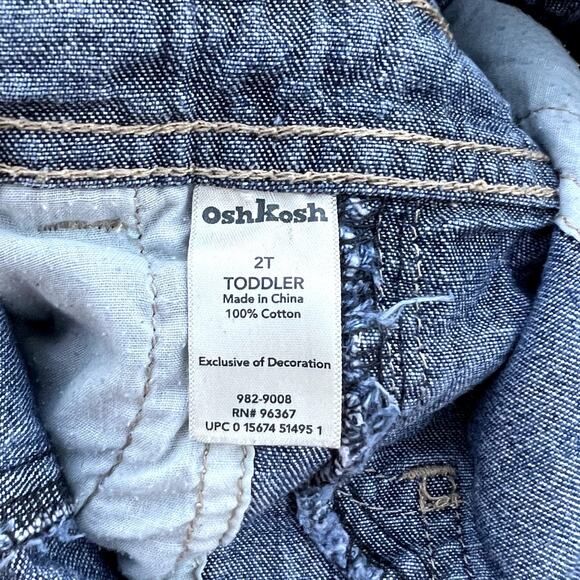 OshKosh
2T
TODDLER
Made in China
100% Cotton
Exclusive of Decoration
982-9008
RN# 96367
UPC 0 15674 51495 1